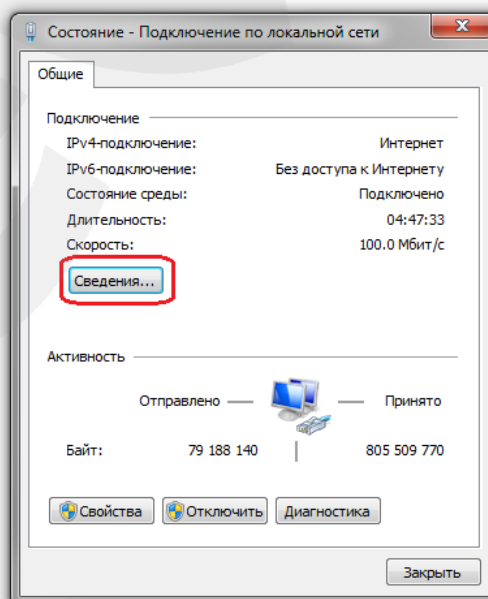 Состояние - Подключение по локальной сети
Общие
Подключение
IPv4-подключение: Интернет
IPv6-подключение: Без доступа к Интернету
Состояние среды: Подключено
Длительность: 04:47:33
Скорость: 100.0 Мбит/с
Сведения...
Активность
Отправлено Принято
Байт: 79 188 140 805 509 770
Свойства Отключить Диагностика
Закрыть